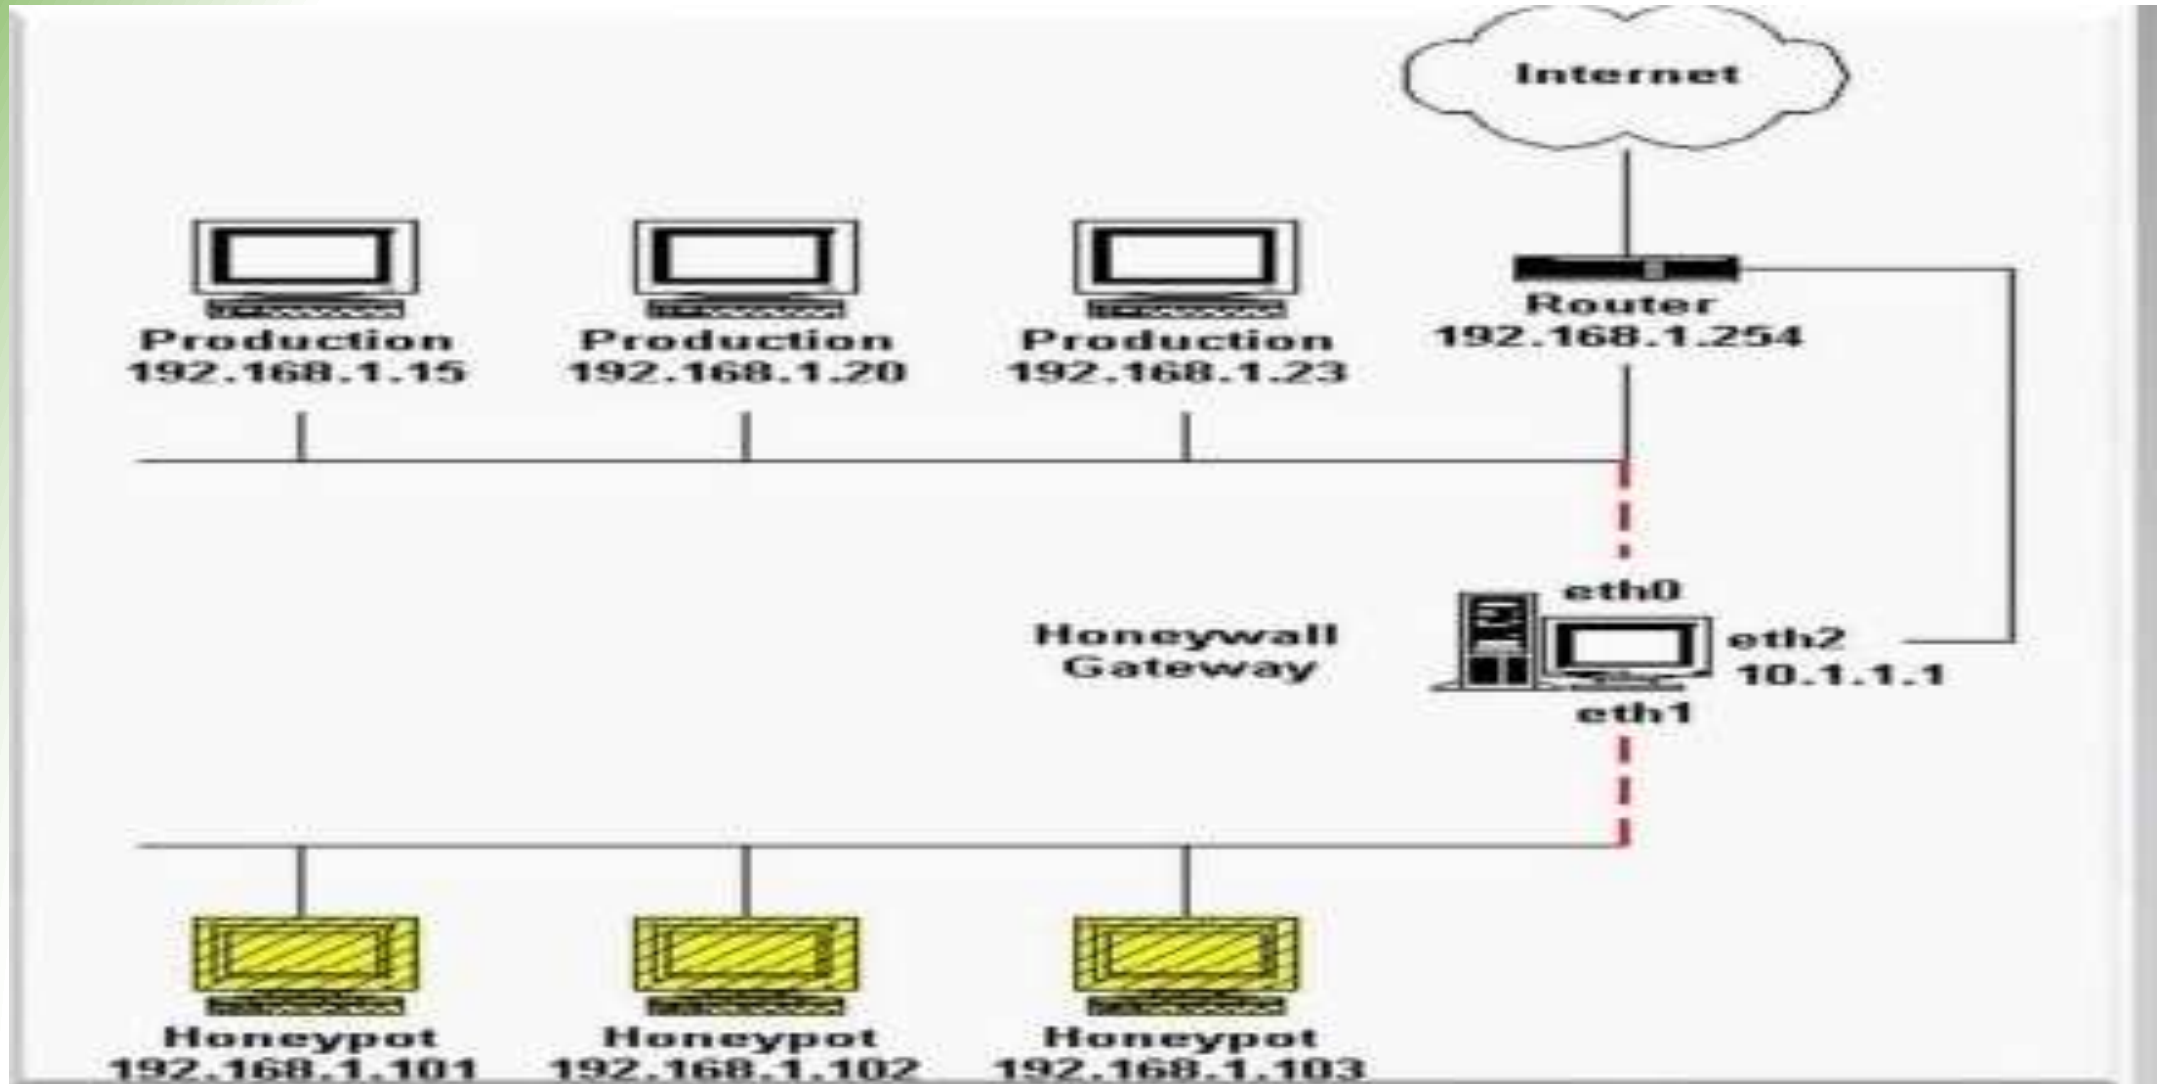 Internet
Router
192.168.1.254
Production
192.168.1.15
Production
192.168.1.20
Production
192.168.1.23
eth0
Honeywall
Gateway
eth2
10.1.1.1
eth1
Honeypot
192.168.1.101
Honeypot
192.168.1.102
Honeypot
192.168.1.103